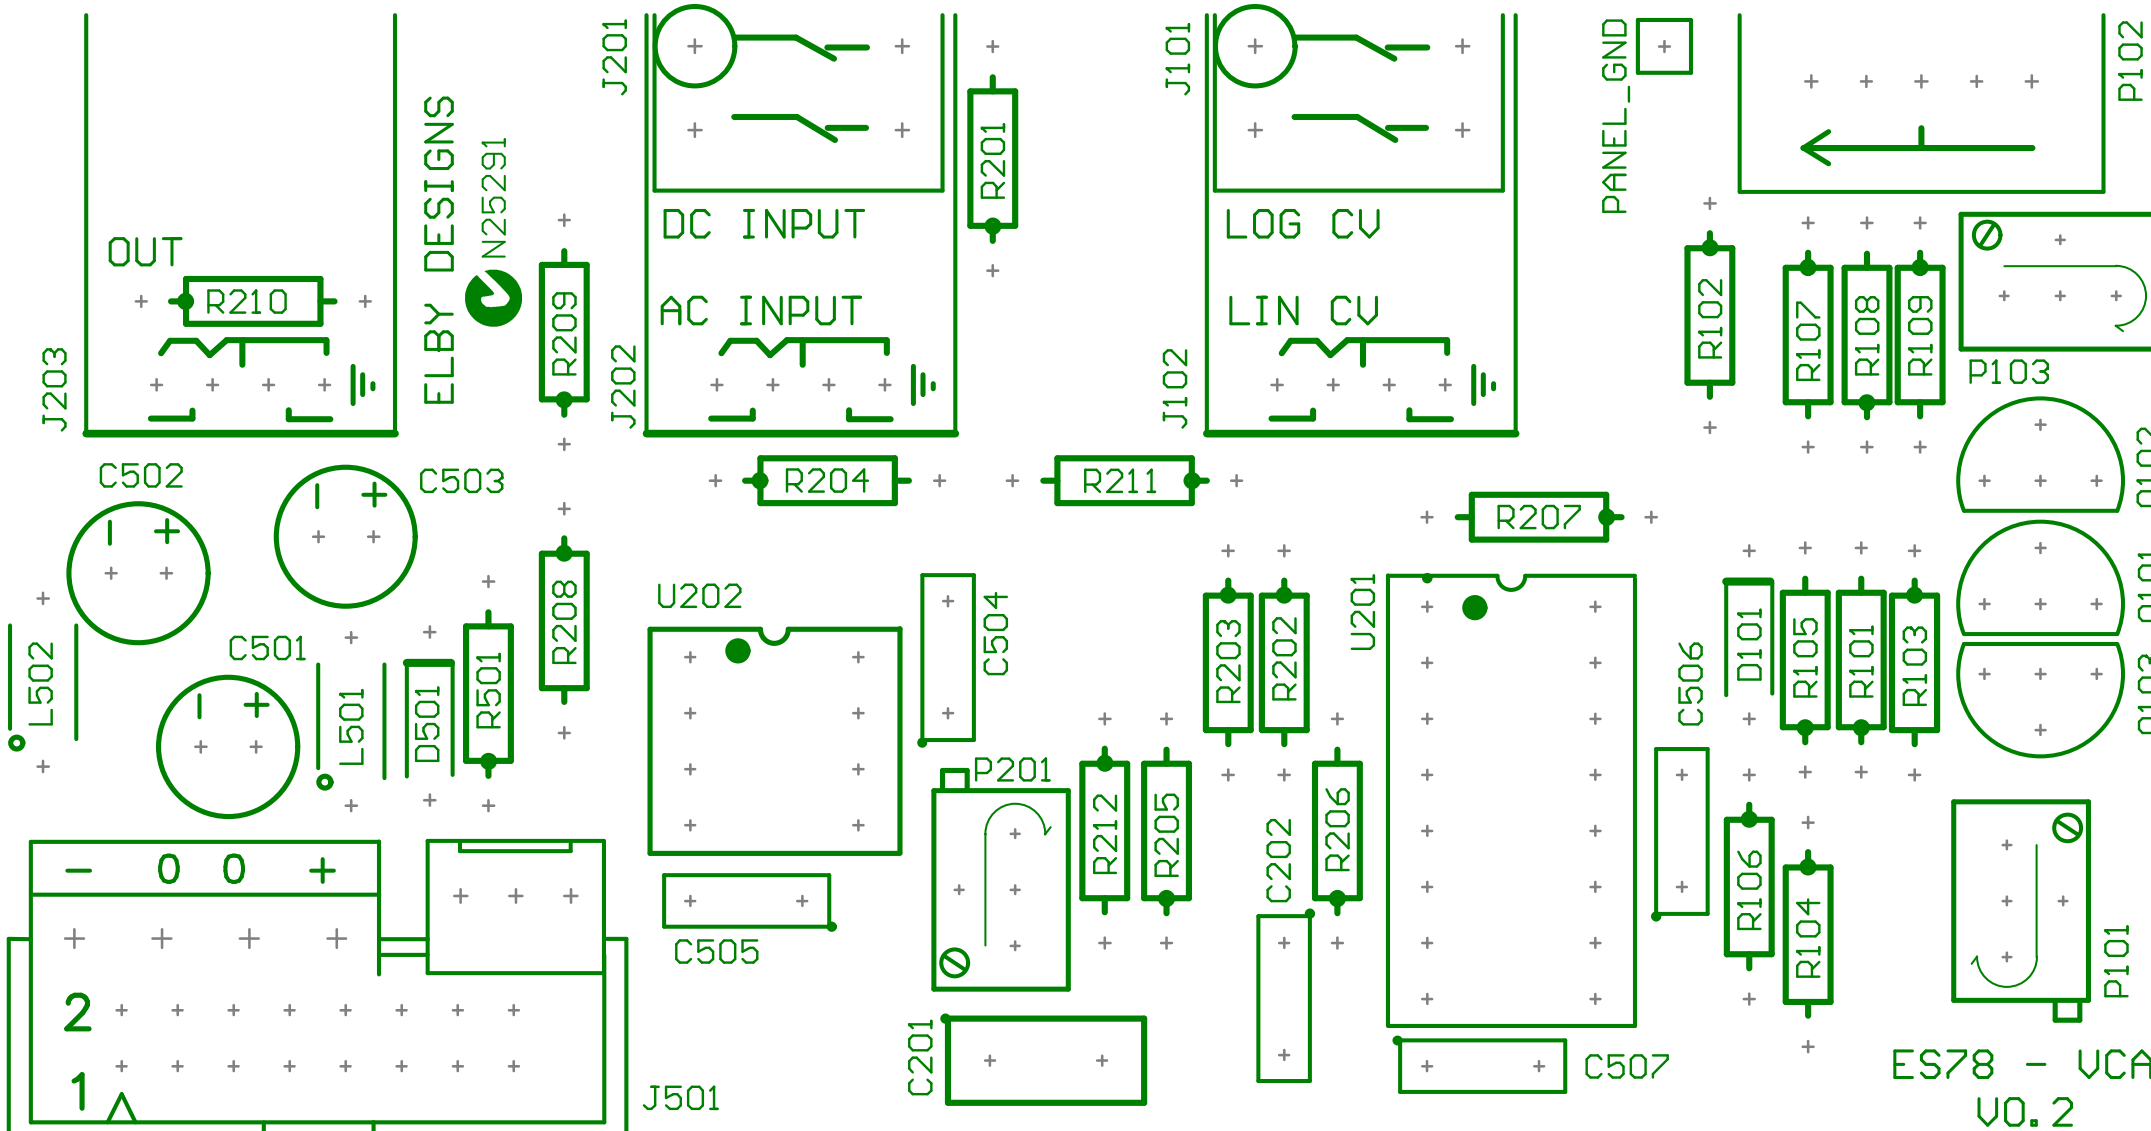 J201
J101
PANEL_GND
P102
ELBY DESIGNS
N25291
R201
DC INPUT
LOG CV
OUT
R210
R209
AC INPUT
LIN CV
R102
R107
R108
R109
P103
J203
J202
J102
C502
C503
R204
R211
R207
Q102
R208
U202
C504
R203
R202
U201
D101
R105
R101
R103
Q101
C501
L502
L501
D501
R501
C506
Q103
P201
R212
R205
C202
R206
R106
R104
P101
- 0 0 +
C505
2
1
J501
C201
C507
ES78 - VCA
V0.2